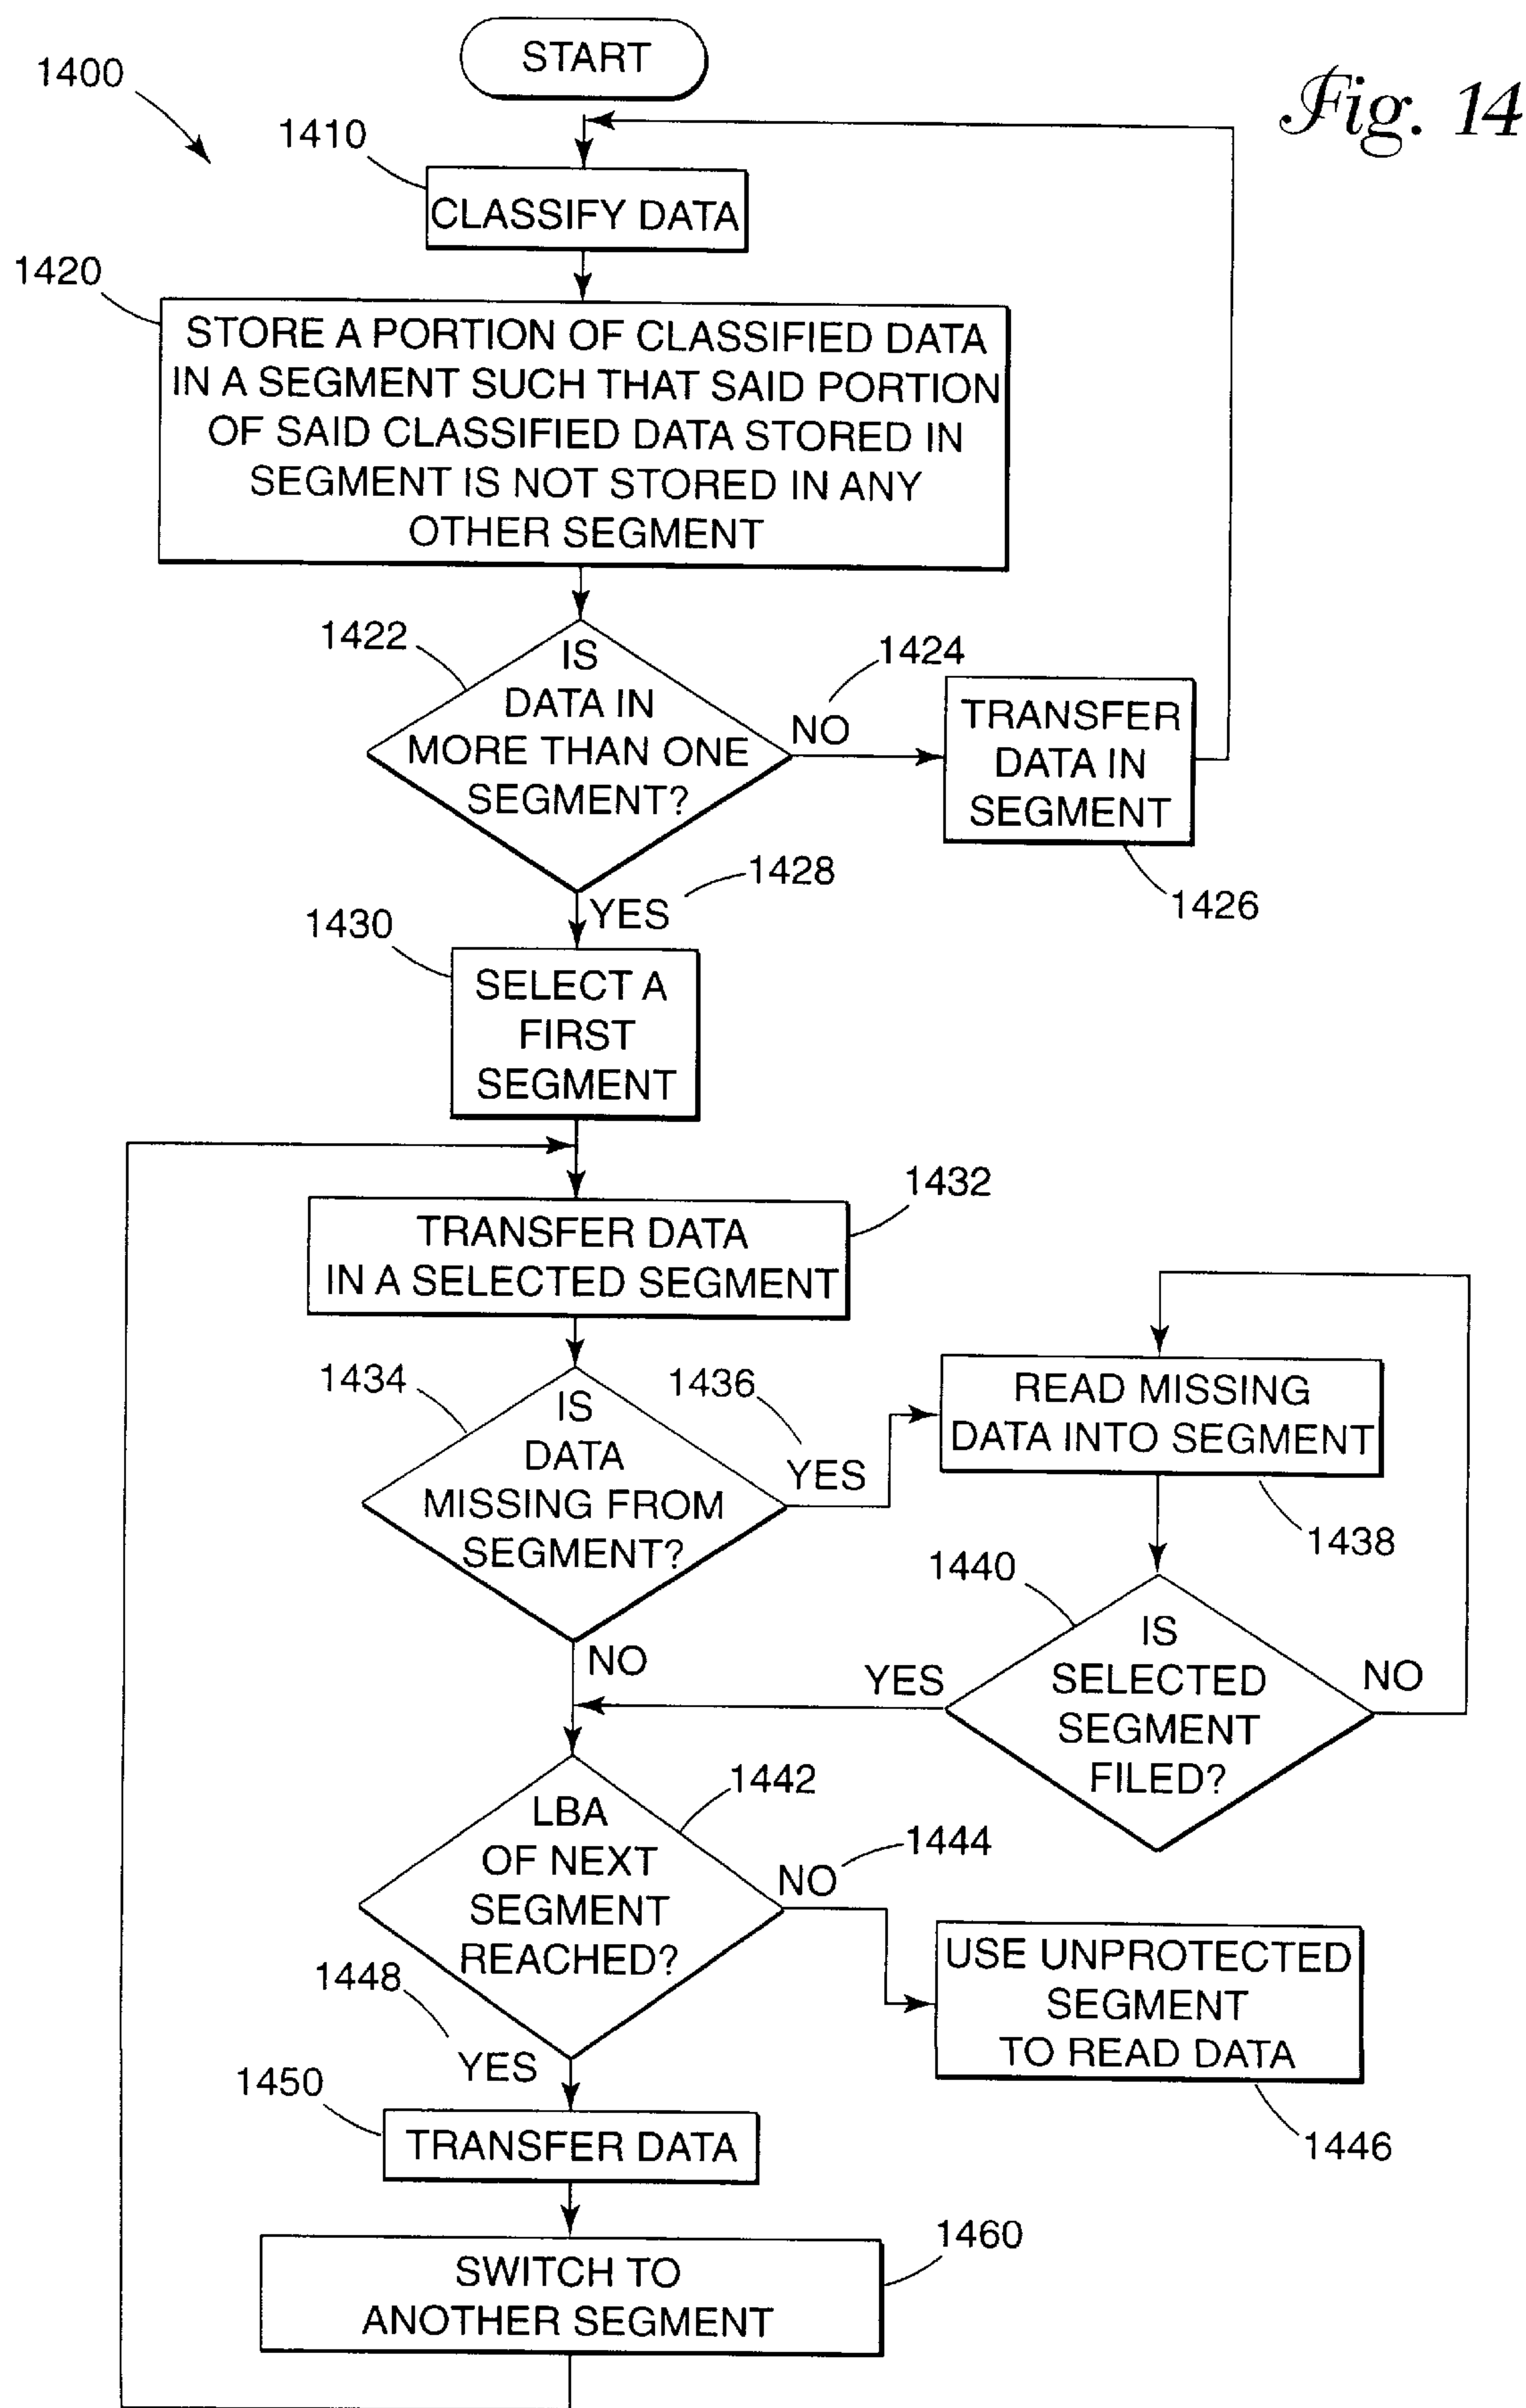 START
1400
Fig. 14
1410
CLASSIFY DATA
1420
STORE A PORTION OF CLASSIFIED DATA
IN A SEGMENT SUCH THAT SAID PORTION
OF SAID CLASSIFIED DATA STORED IN
SEGMENT IS NOT STORED IN ANY
OTHER SEGMENT
1422
IS
DATA IN
MORE THAN ONE
SEGMENT?
NO
1424
TRANSFER
DATA IN
SEGMENT
1426
YES
1428
1430
SELECT A
FIRST
SEGMENT
1432
TRANSFER DATA
IN A SELECTED SEGMENT
1434
IS
DATA
MISSING FROM
SEGMENT?
1436
YES
READ MISSING
DATA INTO SEGMENT
1438
NO
1440
IS
SELECTED
SEGMENT
FILED?
YES
NO
1442
LBA
OF NEXT
SEGMENT
REACHED?
NO
1444
USE UNPROTECTED
SEGMENT
TO READ DATA
1446
1448
YES
1450
TRANSFER DATA
1460
SWITCH TO
ANOTHER SEGMENT